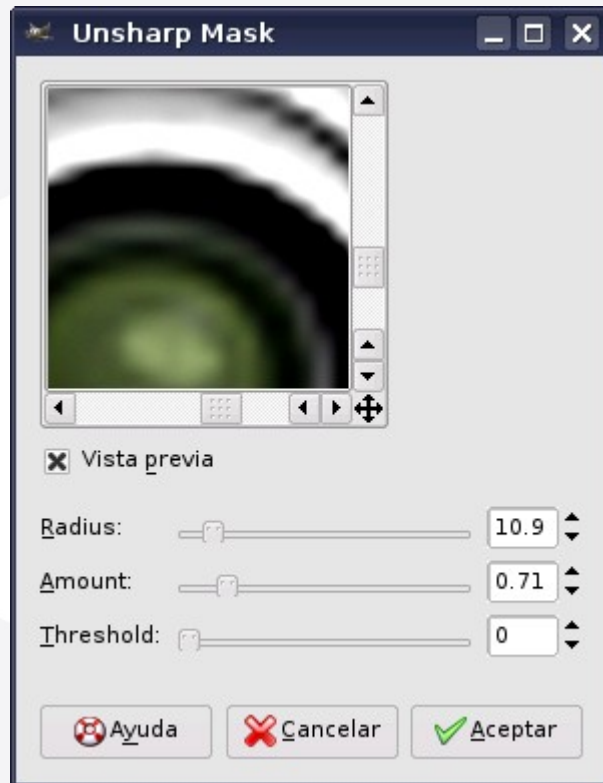 Unsharp Mask
Vista previa
Radius: 10.9
Amount: 0.71
Threshold: 0
Ayuda Cancelar Aceptar